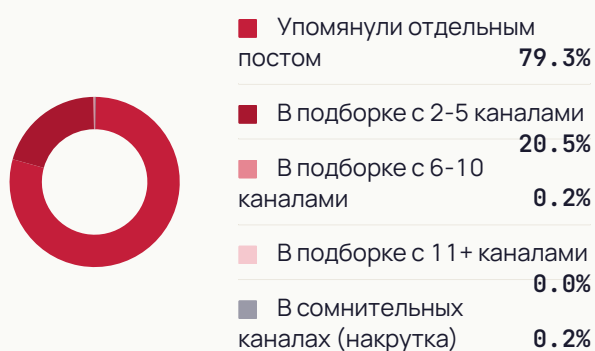 Упомянули отдельным
постом 79.3%
В подборке с 2-5 каналами
20.5%
В подборке с 6-10
каналами 0.2%
В подборке с 11+ каналами
0.0%
В сомнительных
каналах (накрутка) 0.2%